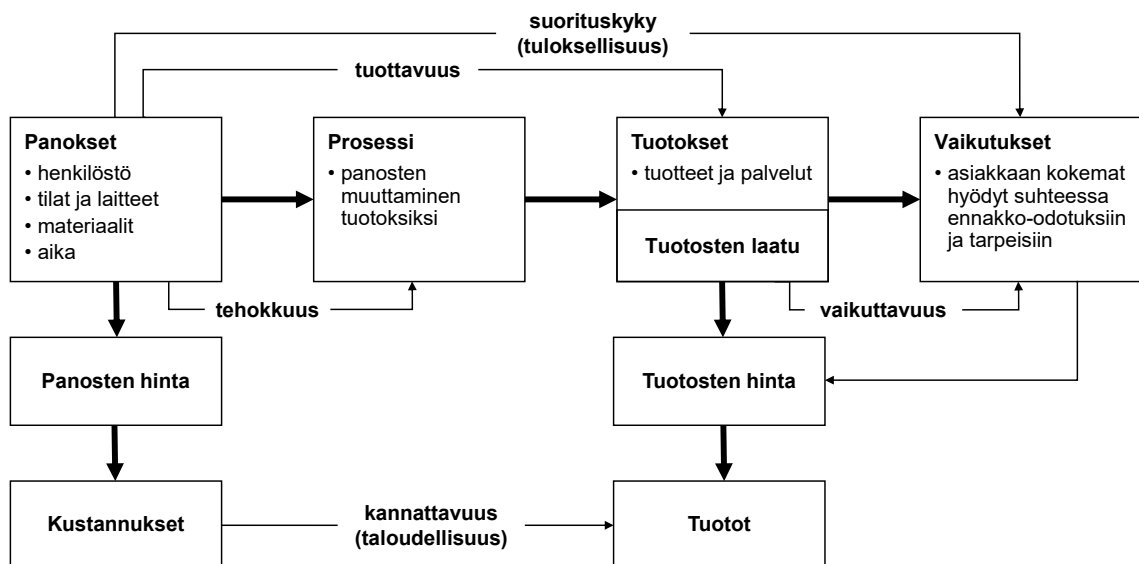 suorituskyky
(tuloksellisuus)
tuottavuus
Panokset
• henkilöstö
• tilat ja laitteet
• materiaalit
• aika
Prosessi
• panosten
muuttaminen
tuotoksiksi
Tuotokset
• tuotteet ja palvelut
Tuotosten laatu
Vaikutukset
• asiakkaan kokemat
hyödyt suhteessa
ennakko-odotuksiin
ja tarpeisiin
tehokkuus
vaikuttavuus
Panosten hinta
Tuotosten hinta
Kustannukset
kannattavuus
(taloudellisuus)
Tuotot